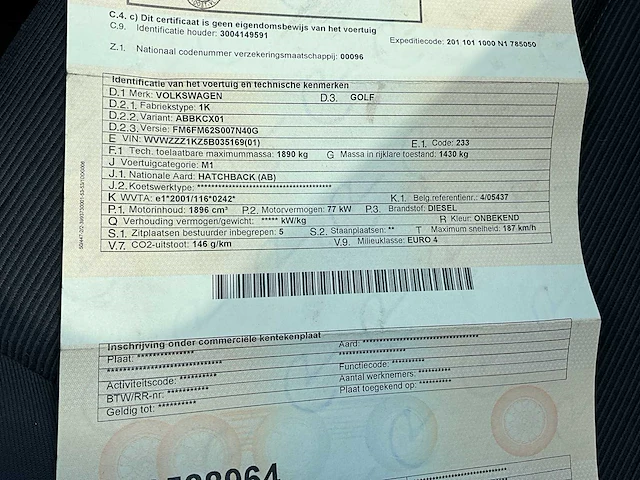 C.4. c) Dit certificaat is geen eigendomsbewijs van het voertuig
C.9. Identificatie houder: 3004149591
Expeditiecode: 201 101 1000 N1 785050
Z.1. Nationaal codenummer verzekeringsmaatschappij: 00096
Identificatie van het voertuig en technische kenmerken
D.1 Merk: VOLKSWAGEN D.3. GOLF
D.2.1. Fabriekstype: 1K
D.2.2. Variant: ABBKCX01
D.2.3. Versie: FM6FM62S007N40G
E VIN: WVWZZZ1KZ5B035169(01) E.1. Code: 233
F.1 Tech. toelaatbare maximummassa: 1890 kg G Massa in rijklare toestand: 1430 kg
J Voertuigcategorie: M1
J.1. Nationale Aard: HATCHBACK (AB)
J.2. Koetswerktype: **********************************
K WVTA: e1*2001/116*0242* K.1. Belg.referentienr.: 4/05437
P.1. Motorinhoud: 1896 cm³ P.2. Motorvermogen: 77 kW P.3. Brandstof: DIESEL
Q Verhouding vermogen/gewicht: ***** kW/kg R Kleur: ONBEKEND
S.1. Zitplaatsen bestuurder inbegrepen: 5 S.2. Staanplaatsen: ** T Maximum snelheid: 187 km/h
V.7. CO2-uitstoot: 146 g/km V.9. Milieuklasse: EURO 4
Inschrijving onder commerciële kentekenplaat
Plaat: *************** Aard: ******************************
****************************** *****************
Functiecode: *********
Activiteitscode: ********** Aantal werknemers: *********
BTW/RR-nr: *********** Plaat toegekend op: *********
Geldig tot: **********